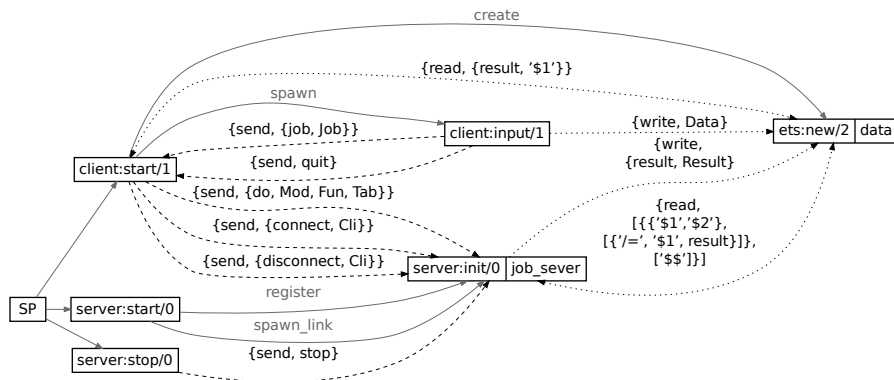 create
{read, {result, ’$1’}}
spawn
{send, {job, Job}}
client:input/1
{write, Data}
ets:new/2 data
{send, quit}
{write,
{result, Result}
client:start/1
{send, {do, Mod, Fun, Tab}}
{send, {connect, Cli}}
{send, {disconnect, Cli}}
{read,
[{{’$1’,’$2’},
[{’/=’, ’$1’, result}]},
[’$$’]}]
server:init/0 job_sever
register
SP
server:start/0
spawn_link
{send, stop}
server:stop/0